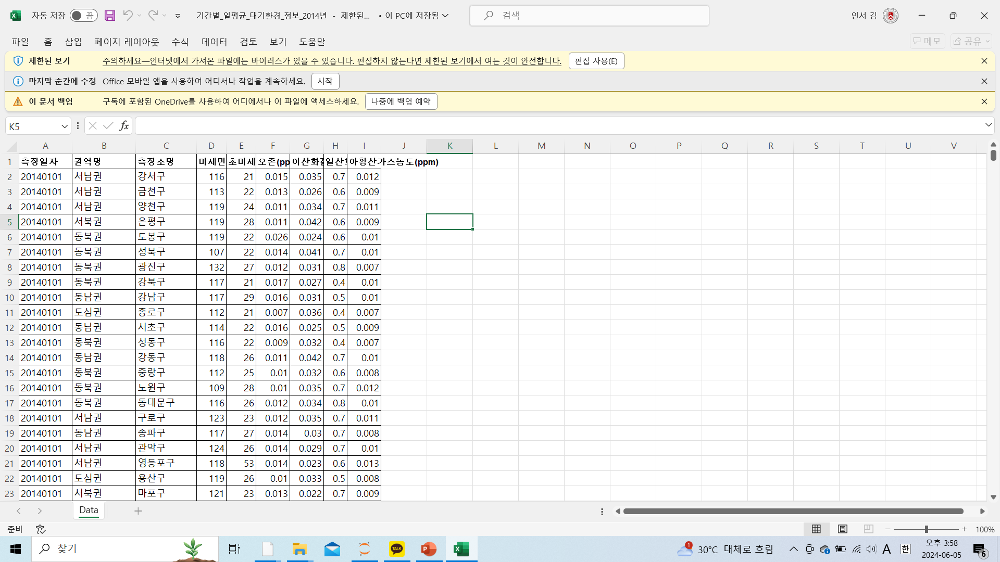 자동 저장 끔 기간별_일평균_대기환경_정보_2014년 - 제한된... • 이 PC에 저장됨 검색 인서 김
파일 홈 삽입 페이지 레이아웃 수식 데이터 검토 보기 도움말 메모 공유
제한된 보기 주의하세요—인터넷에서 가져온 파일에는 바이러스가 있을 수 있습니다. 편집하지 않는다면 제한된 보기에서 여는 것이 안전합니다. 편집 사용(E)
마지막 순간에 수정 Office 모바일 앱을 사용하여 어디서나 작업을 계속하세요. 시작
이 문서 백업 구독에 포함된 OneDrive를 사용하여 어디에서나 이 파일에 액세스하세요. 나중에 백업 예약
K5 fx
A B C D E F G H I J K L M N O P Q R S T U V
1 측정일자 권역명 측정소명 미세먼 초미세 오존(pp 이산화질 일산화 아황산가스농도(ppm)
2 20140101 서남권 강서구 116 21 0.015 0.035 0.7 0.012
3 20140101 서남권 금천구 113 22 0.013 0.026 0.6 0.009
4 20140101 서남권 양천구 119 24 0.011 0.034 0.7 0.011
5 20140101 서북권 은평구 119 28 0.011 0.042 0.6 0.009
6 20140101 동북권 도봉구 119 22 0.026 0.024 0.6 0.01
7 20140101 동북권 성북구 107 22 0.014 0.041 0.7 0.01
8 20140101 동북권 광진구 132 27 0.012 0.031 0.8 0.007
9 20140101 동북권 강북구 117 21 0.017 0.027 0.4 0.01
10 20140101 동남권 강남구 117 29 0.016 0.031 0.5 0.01
11 20140101 도심권 종로구 112 21 0.007 0.036 0.4 0.007
12 20140101 동남권 서초구 114 22 0.016 0.025 0.5 0.009
13 20140101 동북권 성동구 116 22 0.009 0.032 0.4 0.007
14 20140101 동남권 강동구 118 26 0.011 0.042 0.7 0.01
15 20140101 동북권 중랑구 112 25 0.01 0.032 0.6 0.008
16 20140101 동북권 노원구 109 28 0.01 0.035 0.7 0.012
17 20140101 동북권 동대문구 116 26 0.012 0.034 0.8 0.01
18 20140101 서남권 구로구 123 23 0.012 0.035 0.7 0.011
19 20140101 동남권 송파구 117 27 0.014 0.03 0.7 0.008
20 20140101 서남권 관악구 124 26 0.014 0.029 0.7 0.01
21 20140101 서남권 영등포구 118 53 0.014 0.023 0.6 0.013
22 20140101 도심권 용산구 119 26 0.01 0.033 0.5 0.008
23 20140101 서북권 마포구 121 23 0.013 0.022 0.7 0.009
Data
준비 100%
찾기 TALK P X 1 30°C 대체로 흐림 A 한 오후 3:58
2024-06-05 6